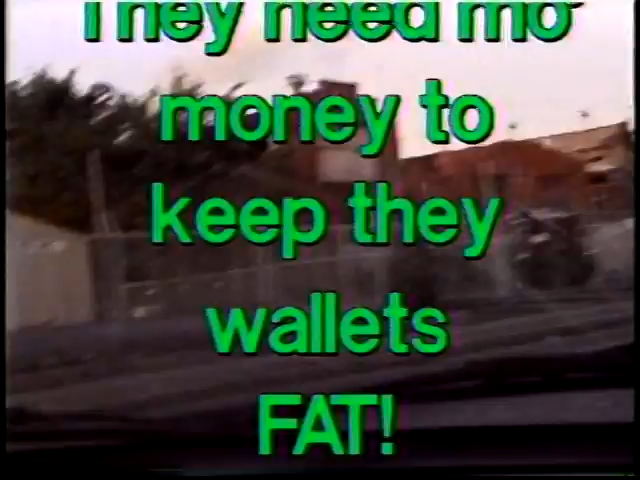 They need mo'
money to
keep they
wallets
FAT!